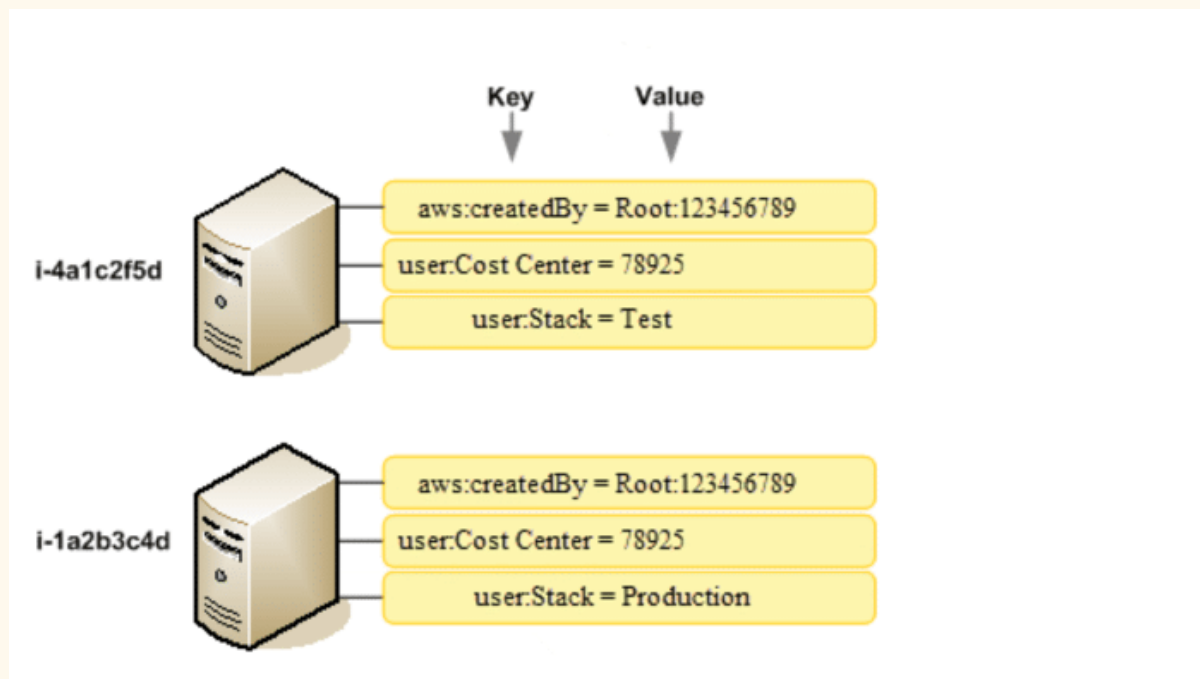 Key Value
aws:createdBy = Root:123456789
i-4a1c2f5d
user:Cost Center = 78925
user:Stack = Test
aws:createdBy = Root:123456789
i-1a2b3c4d
user:Cost Center = 78925
user:Stack = Production